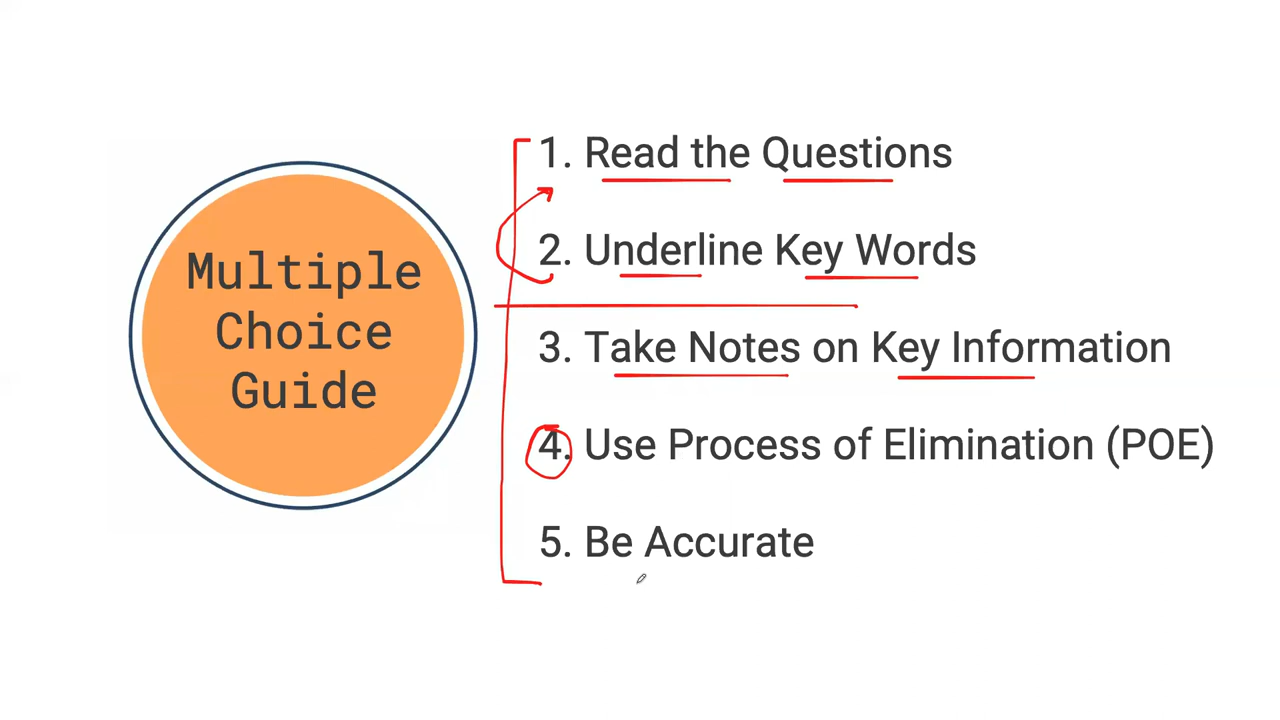 Multiple
Choice
Guide
1. Read the Questions
2. Underline Key Words
3. Take Notes on Key Information
4. Use Process of Elimination (POE)
5. Be Accurate